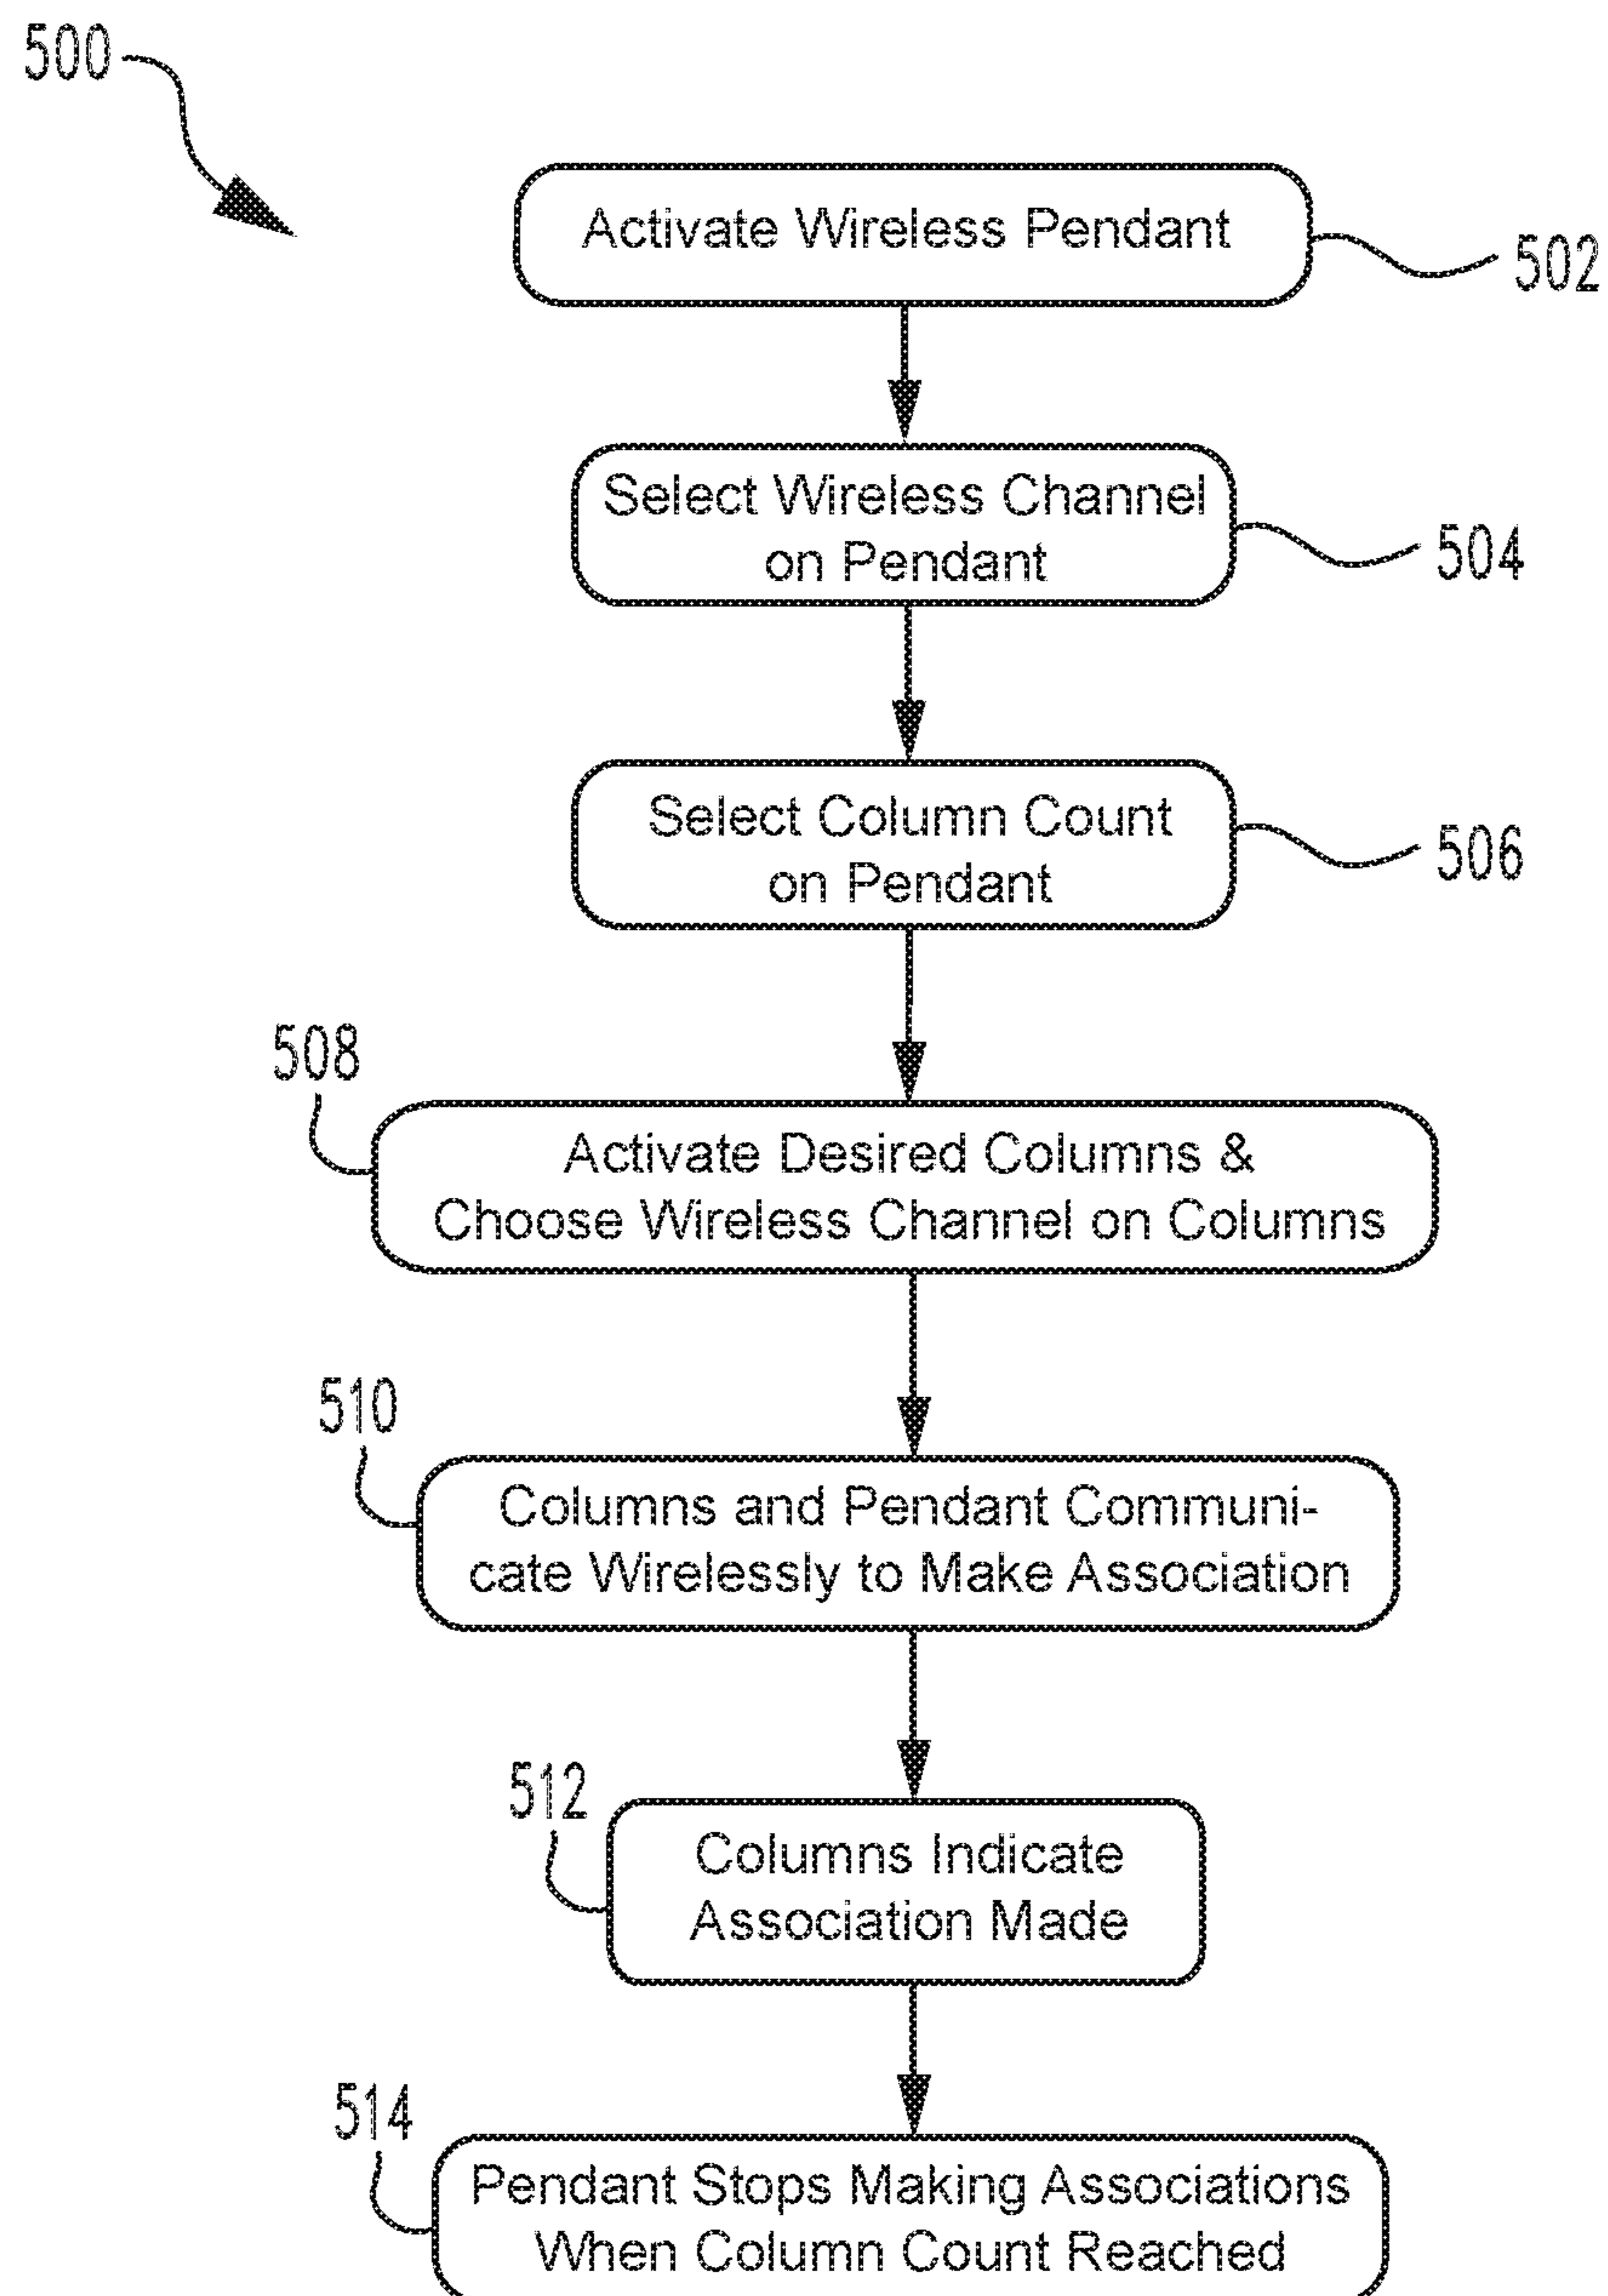 500
Activate Wireless Pendant
502
Select Wireless Channel
on Pendant
504
Select Column Count
on Pendant
506
508
Activate Desired Columns &
Choose Wireless Channel on Columns
510
Columns and Pendant Communi-
cate Wirelessly to Make Association
512
Columns Indicate
Association Made
514
Pendant Stops Making Associations
When Column Count Reached